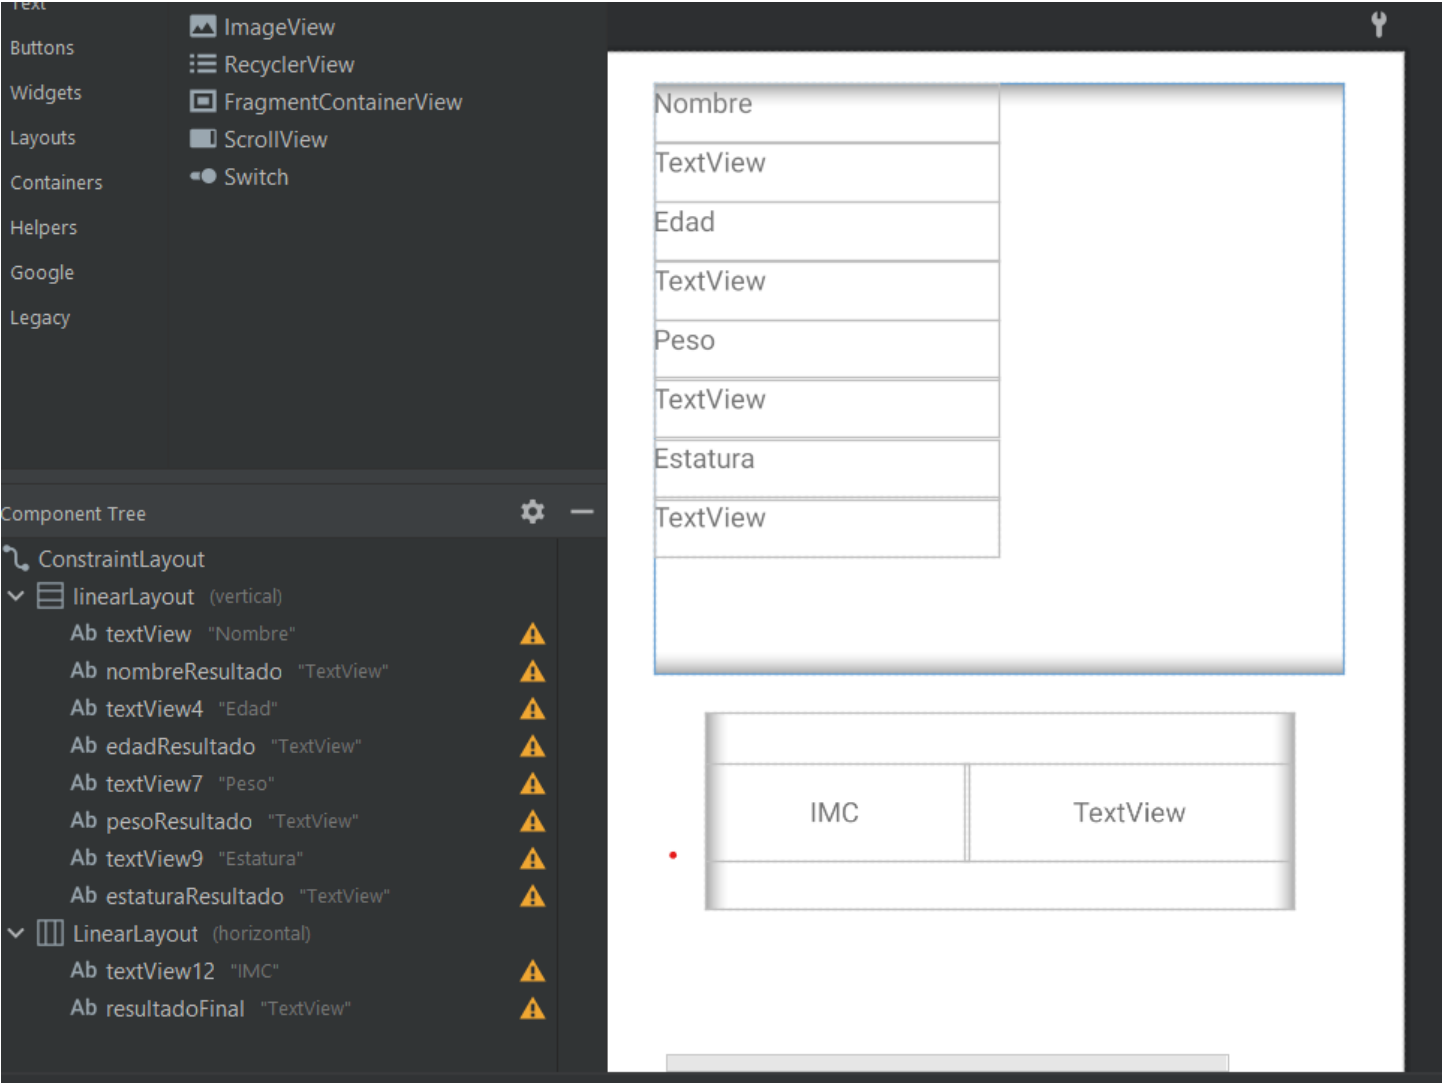 Text
Buttons
Widgets
Layouts
Containers
Helpers
Google
Legacy
ImageView
RecyclerView
FragmentContainerView
ScrollView
Switch
Component Tree
ConstraintLayout
linearLayout (vertical)
Ab textView "Nombre"
Ab nombreResultado "TextView"
Ab textView4 "Edad"
Ab edadResultado "TextView"
Ab textView7 "Peso"
Ab pesoResultado "TextView"
Ab textView9 "Estatura"
Ab estaturaResultado "TextView"
LinearLayout (horizontal)
Ab textView12 "IMC"
Ab resultadoFinal "TextView"
Nombre
TextView
Edad
TextView
Peso
TextView
Estatura
TextView
IMC TextView